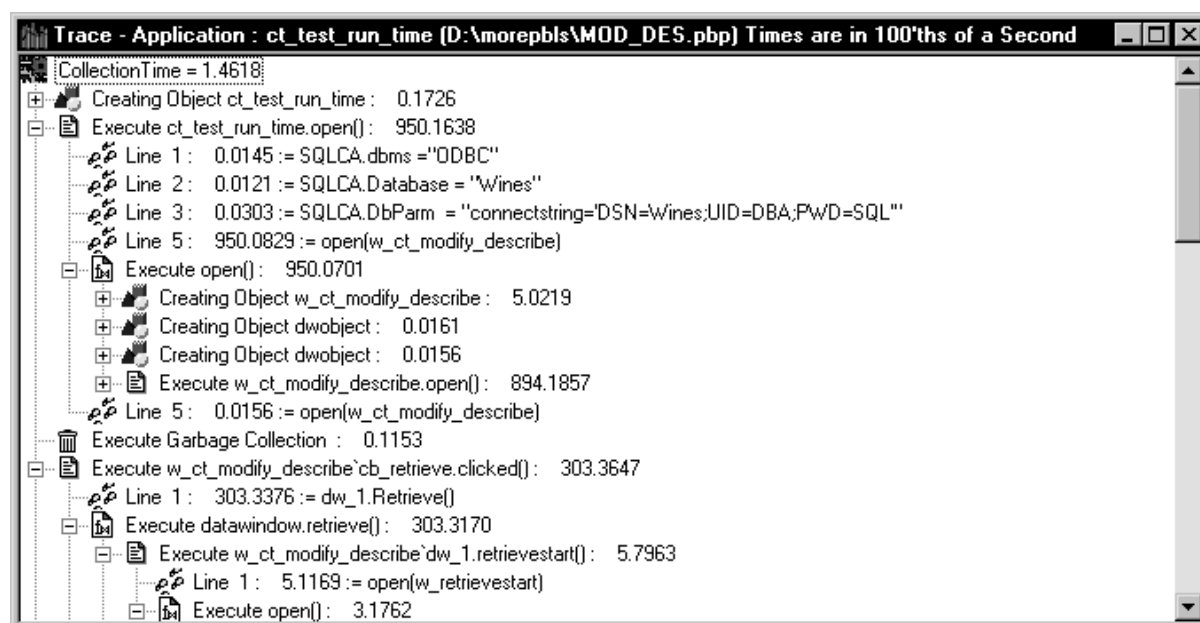 Trace - Application : ct_test_run_time (D:\morepbls\MOD_DES.pbp) Times are in 100'ths of a Second
CollectionTime = 1.4618
Creating Object ct_test_run_time : 0.1726
Execute ct_test_run_time.open() : 950.1638
Line 1 : 0.0145 := SQLCA.dbms ="ODBC"
Line 2 : 0.0121 := SQLCA.Database = "Wines"
Line 3 : 0.0303 := SQLCA.DbParm = "connectstring='DSN=Wines;UID=DBA;PWD=SQL'"
Line 5 : 950.0829 := open(w_ct_modify_describe)
Execute open() : 950.0701
Creating Object w_ct_modify_describe : 5.0219
Creating Object dwobject : 0.0161
Creating Object dwobject : 0.0156
Execute w_ct_modify_describe.open() : 894.1857
Line 5 : 0.0156 := open(w_ct_modify_describe)
Execute Garbage Collection : 0.1153
Execute w_ct_modify_describe`cb_retrieve.clicked() : 303.3647
Line 1 : 303.3376 := dw_1.Retrieve()
Execute datawindow.retrieve() : 303.3170
Execute w_ct_modify_describe`dw_1.retrievestart() : 5.7963
Line 1 : 5.1169 := open(w_retrievestart)
Execute open() : 3.1762